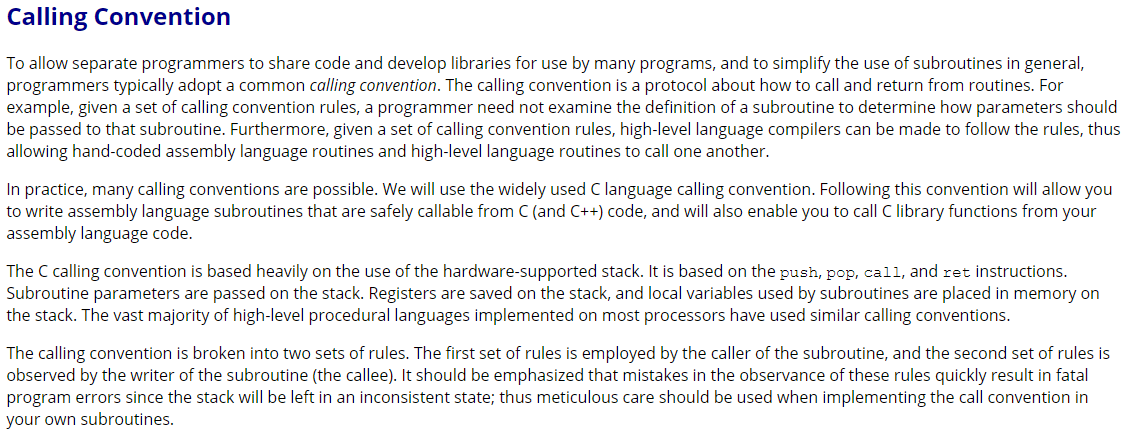 Calling Convention
To allow separate programmers to share code and develop libraries for use by many programs, and to simplify the use of subroutines in general,
programmers typically adopt a common calling convention. The calling convention is a protocol about how to call and return from routines. For
example, given a set of calling convention rules, a programmer need not examine the definition of a subroutine to determine how parameters should
be passed to that subroutine. Furthermore, given a set of calling convention rules, high-level language compilers can be made to follow the rules, thus
allowing hand-coded assembly language routines and high-level language routines to call one another.
In practice, many calling conventions are possible. We will use the widely used C language calling convention. Following this convention will allow you
to write assembly language subroutines that are safely callable from C (and C++) code, and will also enable you to call C library functions from your
assembly language code.
The C calling convention is based heavily on the use of the hardware-supported stack. It is based on the push, pop, call, and ret instructions.
Subroutine parameters are passed on the stack. Registers are saved on the stack, and local variables used by subroutines are placed in memory on
the stack. The vast majority of high-level procedural languages implemented on most processors have used similar calling conventions.
The calling convention is broken into two sets of rules. The first set of rules is employed by the caller of the subroutine, and the second set of rules is
observed by the writer of the subroutine (the callee). It should be emphasized that mistakes in the observance of these rules quickly result in fatal
program errors since the stack will be left in an inconsistent state; thus meticulous care should be used when implementing the call convention in
your own subroutines.